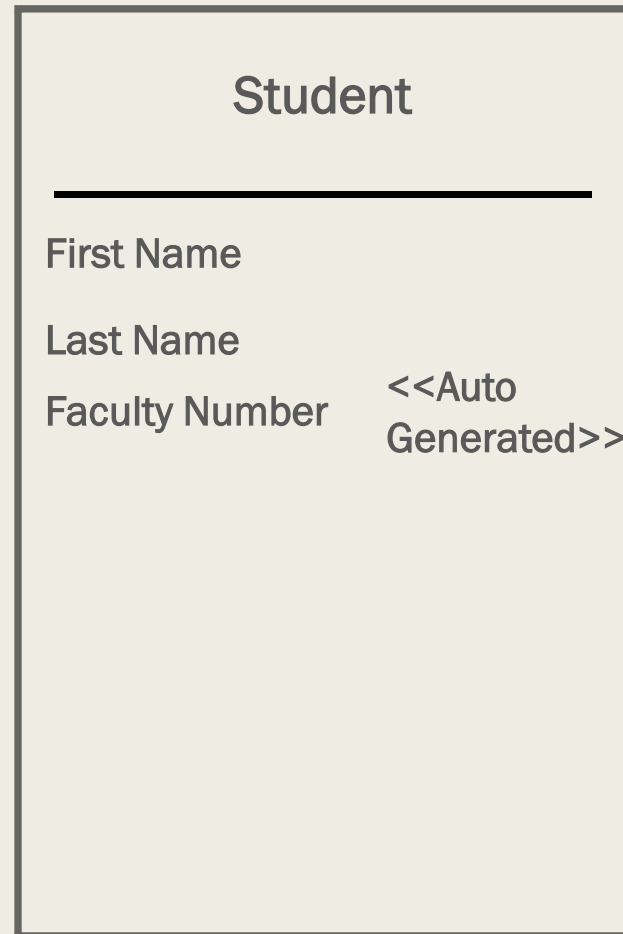 Student
First Name
Last Name
Faculty Number
<<Auto
Generated>>